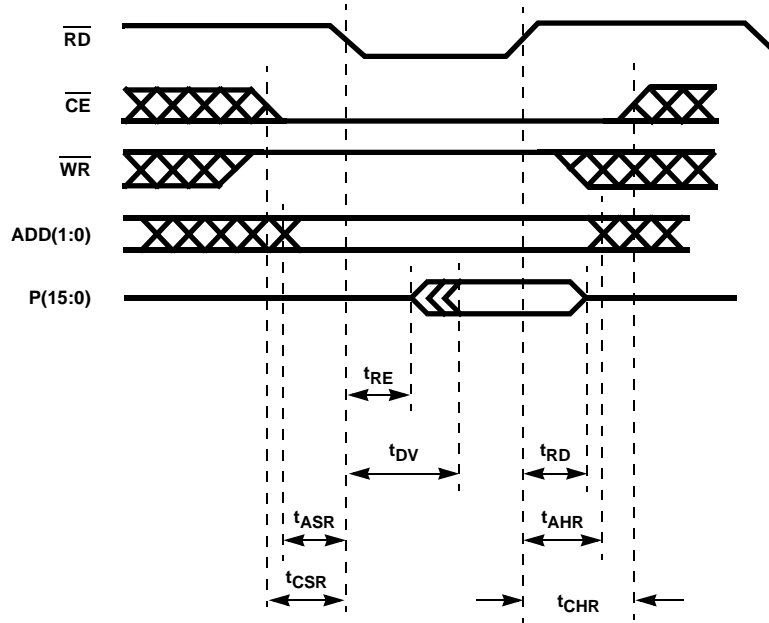 RD
CE
WR
ADD(1:0)
P(15:0)
tRE
tDV
tRD
tASR
tAHR
tCSR
tCHR